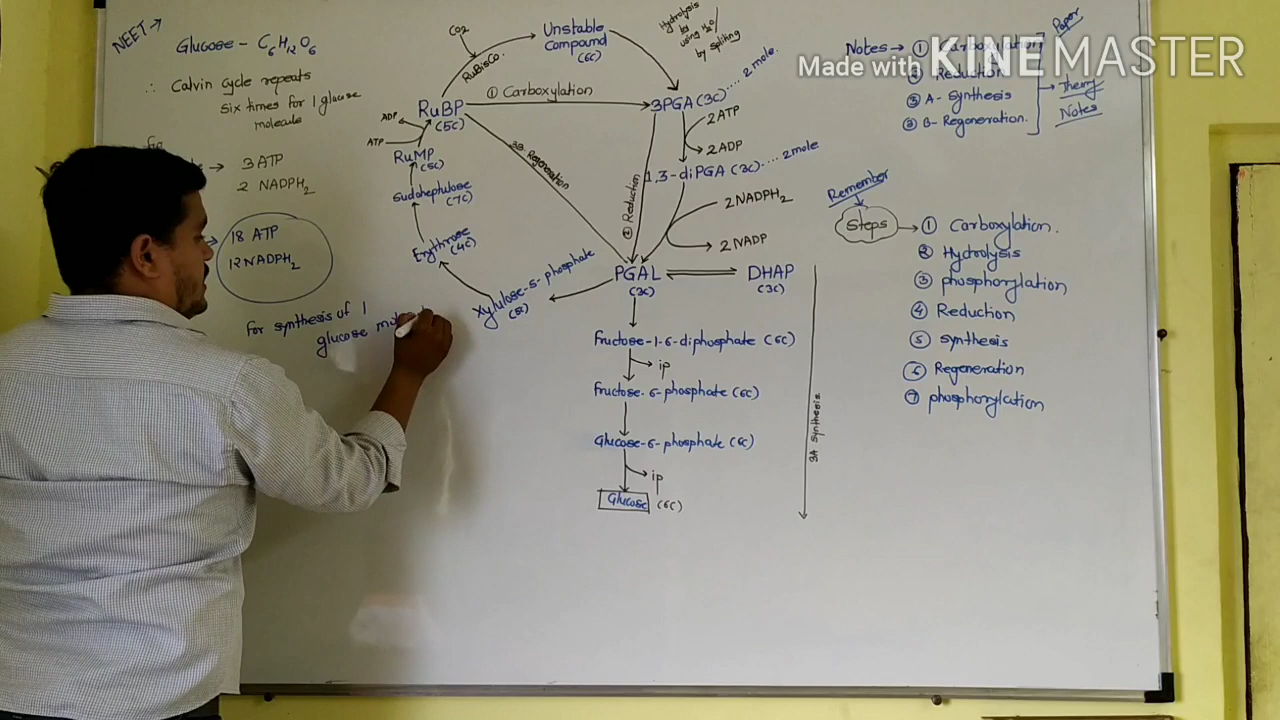 NEET →
Glucose - C6H12O6
∴ Calvin cycle repeats
six times for 1 glucose
molecule
3 ATP
2 NADPH2
18 ATP
12 NADPH2
For synthesis of 1
glucose
CO2
RuBisCo
Unstable
Compound
(6C)
Hydrolysis
by
using H2O/
by spliting
① Carboxylation
RuBP
(5C)
3PGA (3C) .... 2 mole.
2ATP
2ADP
1,3-diPGA (3C) .... 2 mole
2NADPH2
2 NADP
② Reduction
3B Regeneration
ADP
ATP
RuMP
(5C)
Sudoheptulose
(7C)
Erythrose
(4C)
Xylulose-5-phosphate
(5C)
PGAL
(3C)
DHAP
(3C)
Fructose-1-6-diphosphate (6C)
ip
Fructose-6-phosphate (6C)
Glucose-6-phosphate (6C)
ip
Glucose (6C)
3A synthesis
Notes → ① Carboxylation
② Reduction
③ A- Synthesis
③ B- Regeneration.
Paper
Theory
Notes
Made with KINEMASTER
Remember
Steps → ① Carboxylation.
② Hydrolysis
③ phosphorylation
④ Reduction
⑤ synthesis
⑥ Regeneration
⑦ phosphorylation